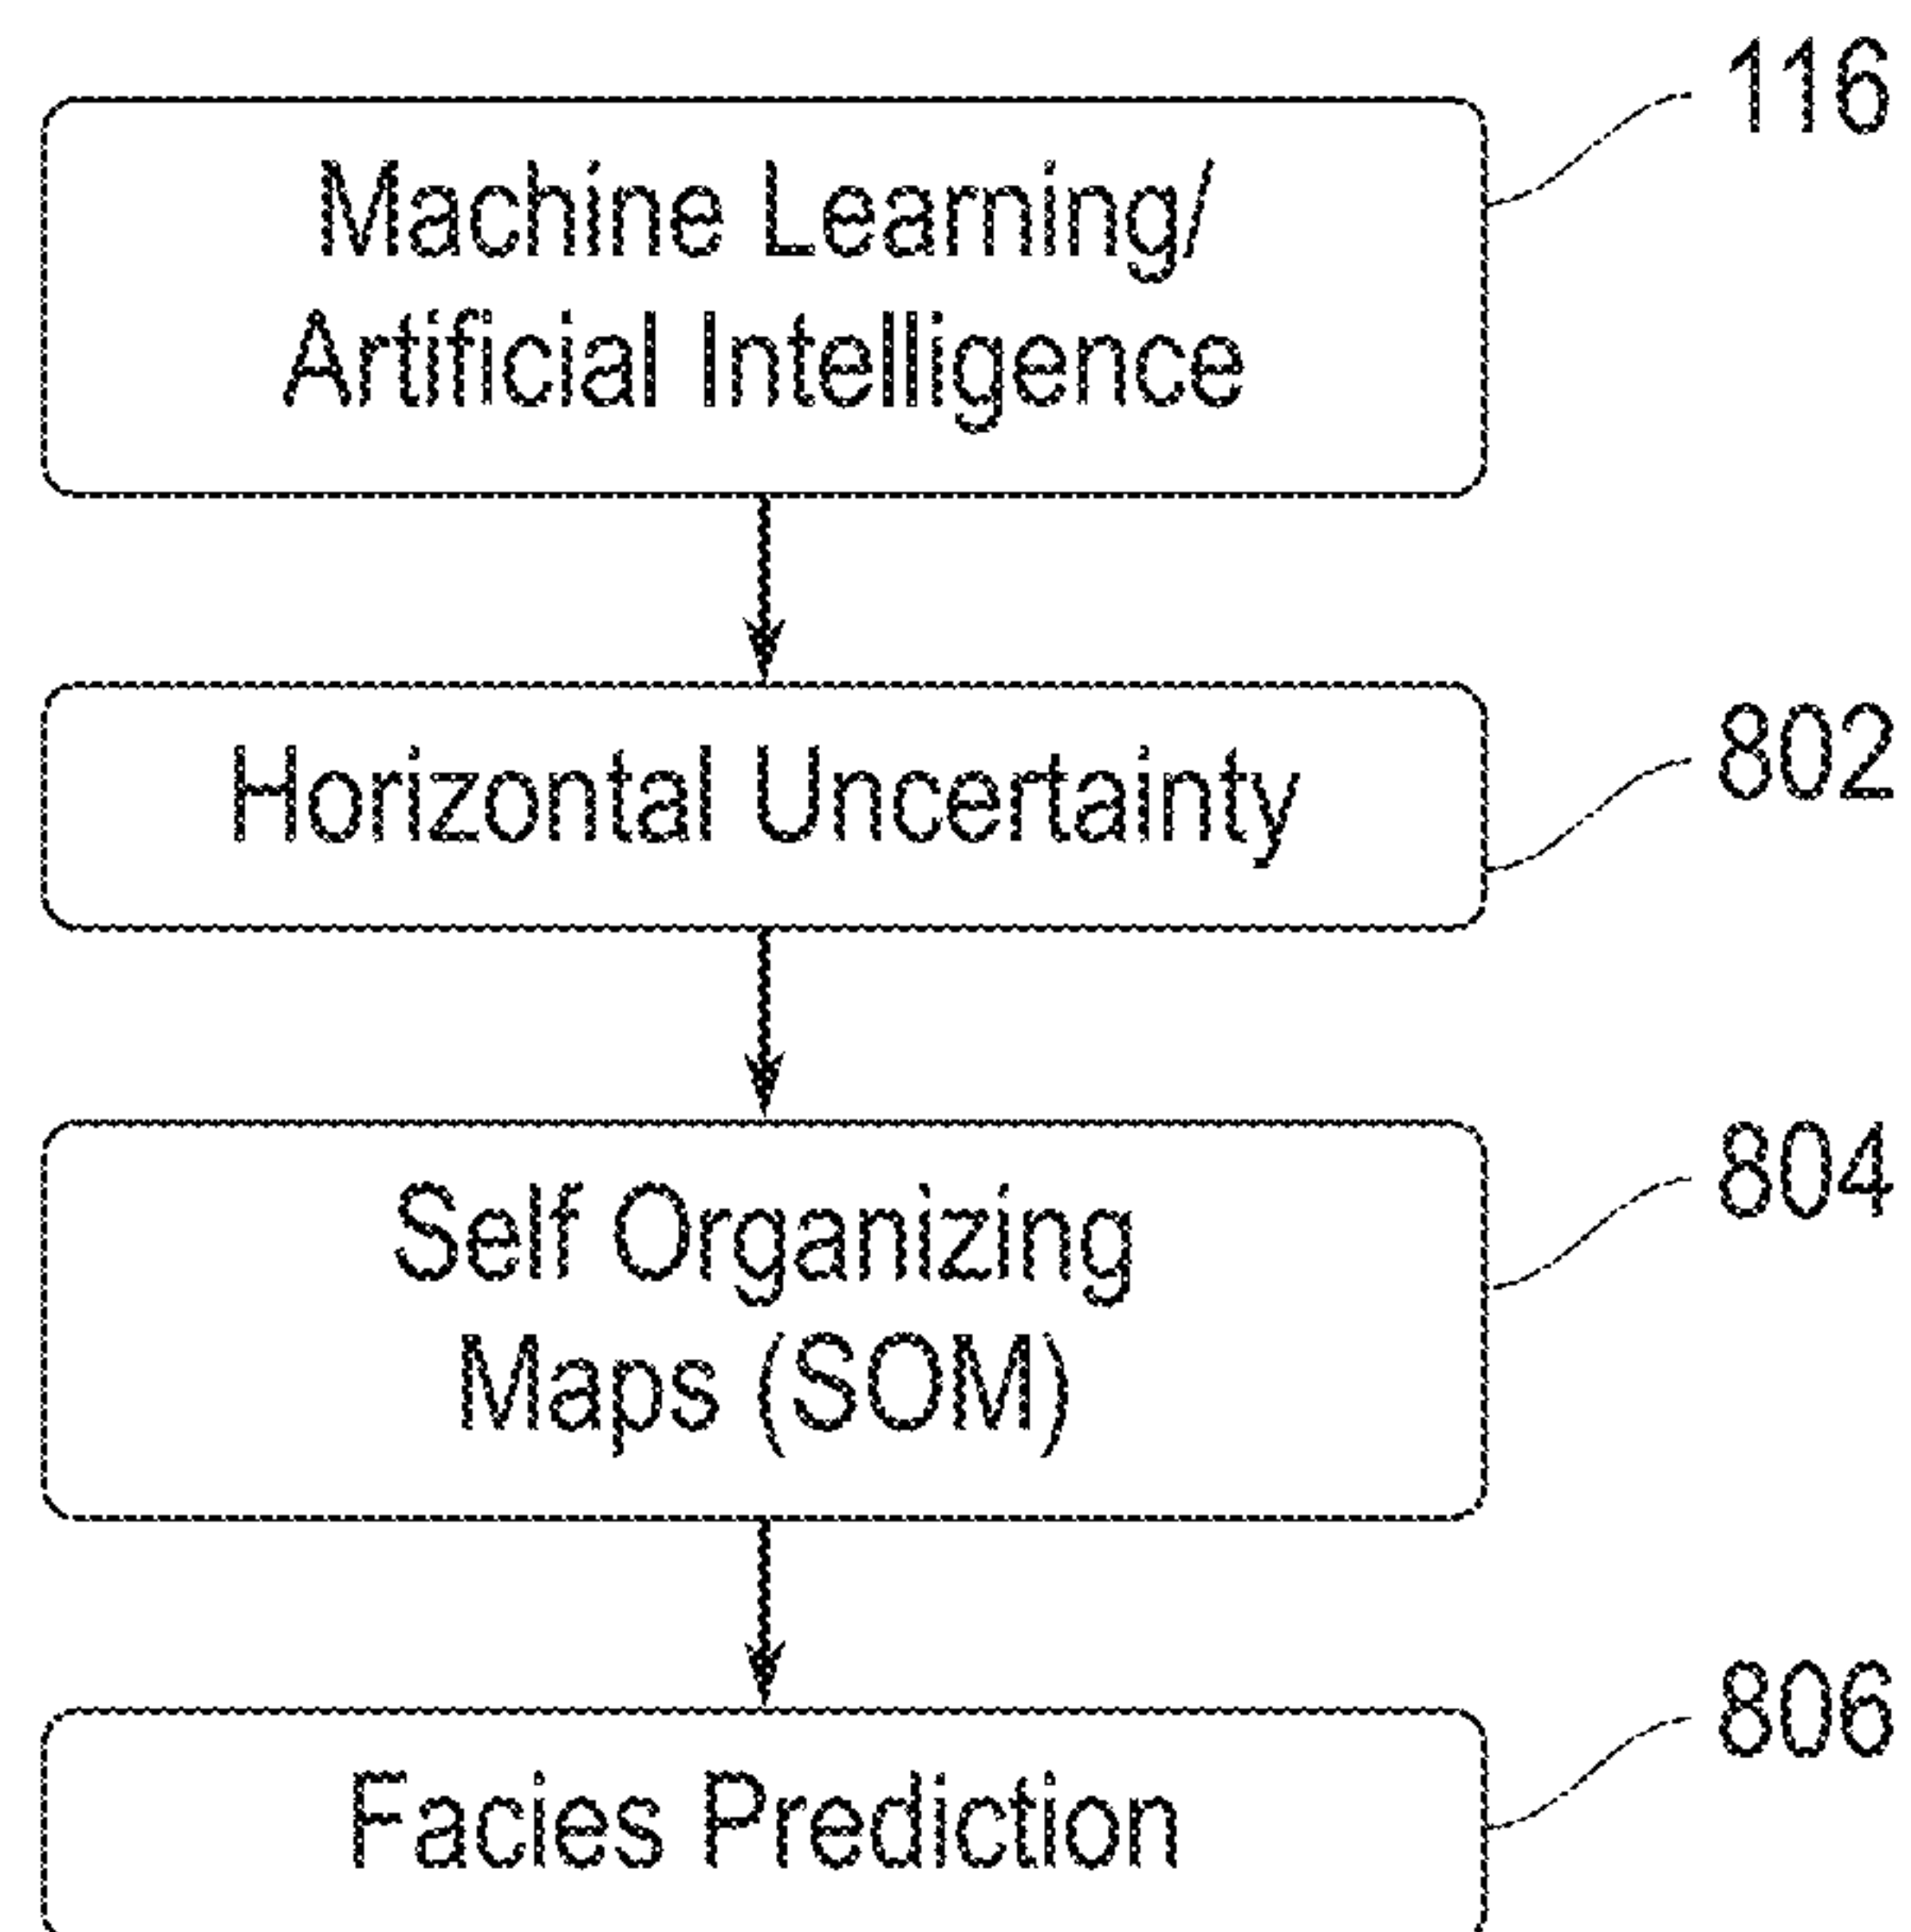 116
Machine Learning/
Artificial Intelligence
Horizontal Uncertainty
802
Self Organizing
Maps (SOM)
804
Facies Prediction
806